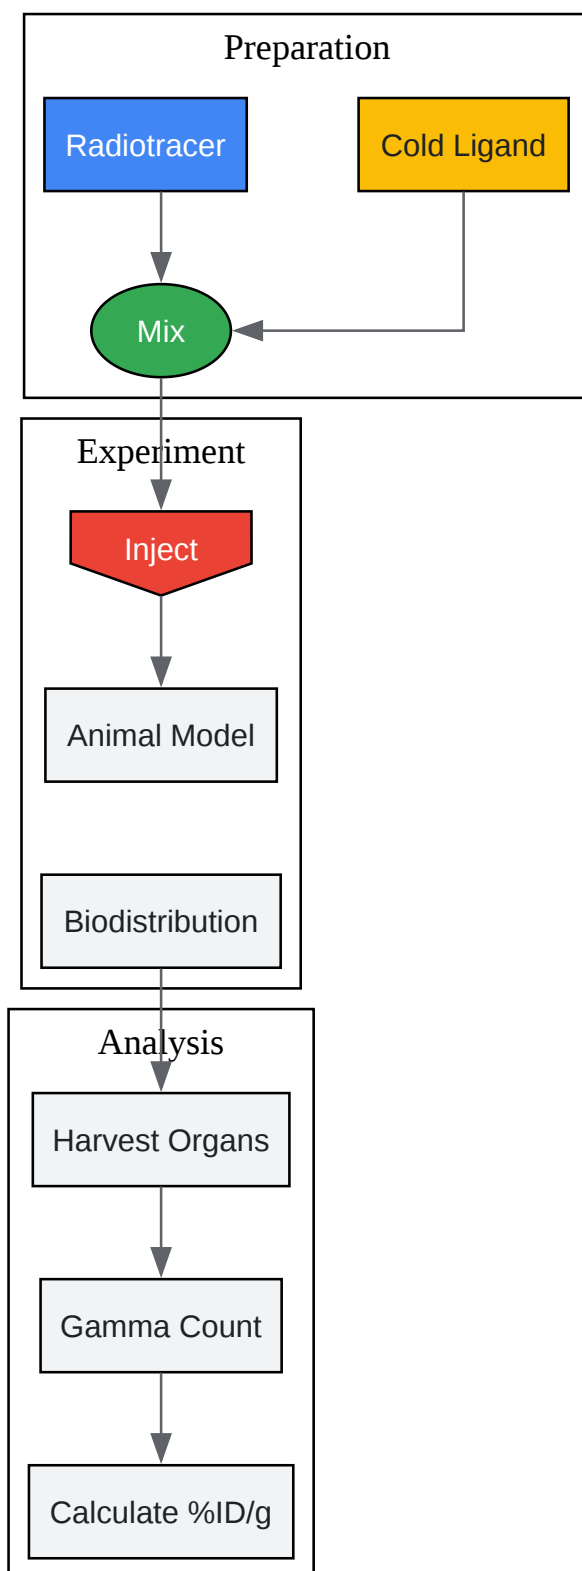 Preparation
Radiotracer
Cold Ligand
Mix
Experiment
Inject
Animal Model
Biodistribution
Analysis
Harvest Organs
Gamma Count
Calculate %ID/g